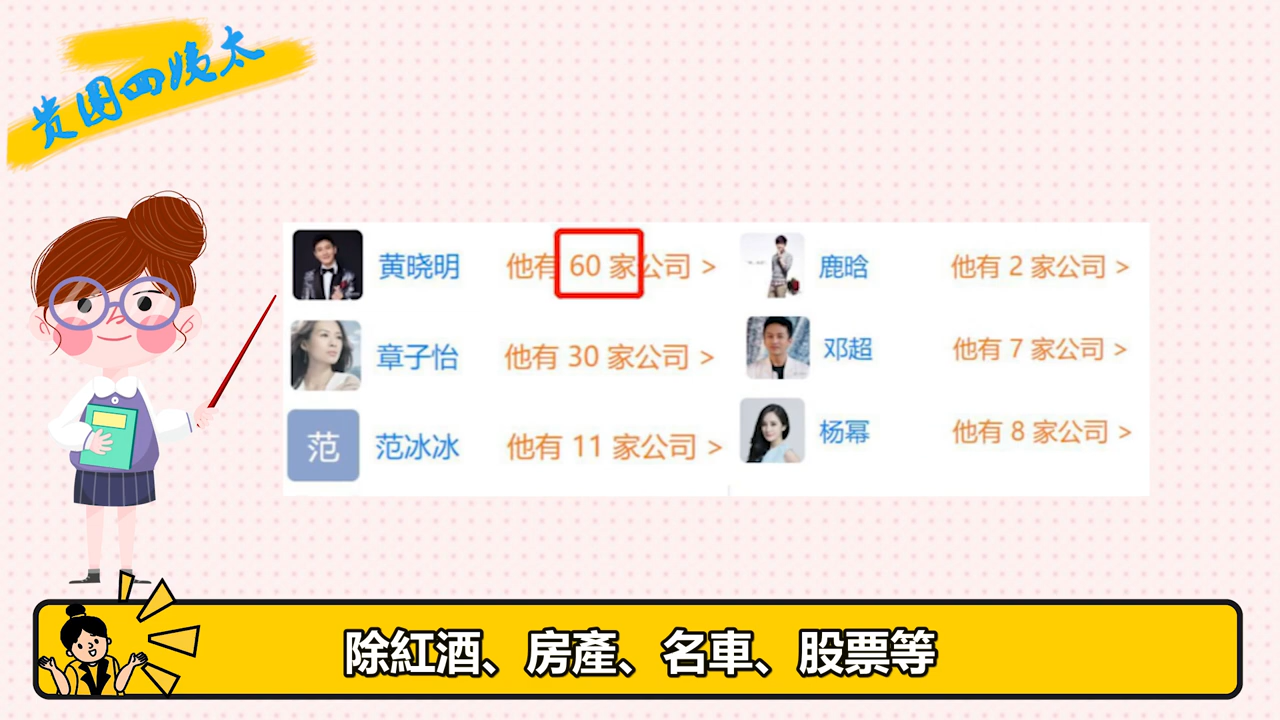 贵圈四姨太
黄晓明 他有 60 家公司 >
章子怡 他有 30 家公司 >
范 范冰冰 他有 11 家公司 >
鹿晗 他有 2 家公司 >
邓超 他有 7 家公司 >
杨幂 他有 8 家公司 >
除紅酒、房產、名車、股票等